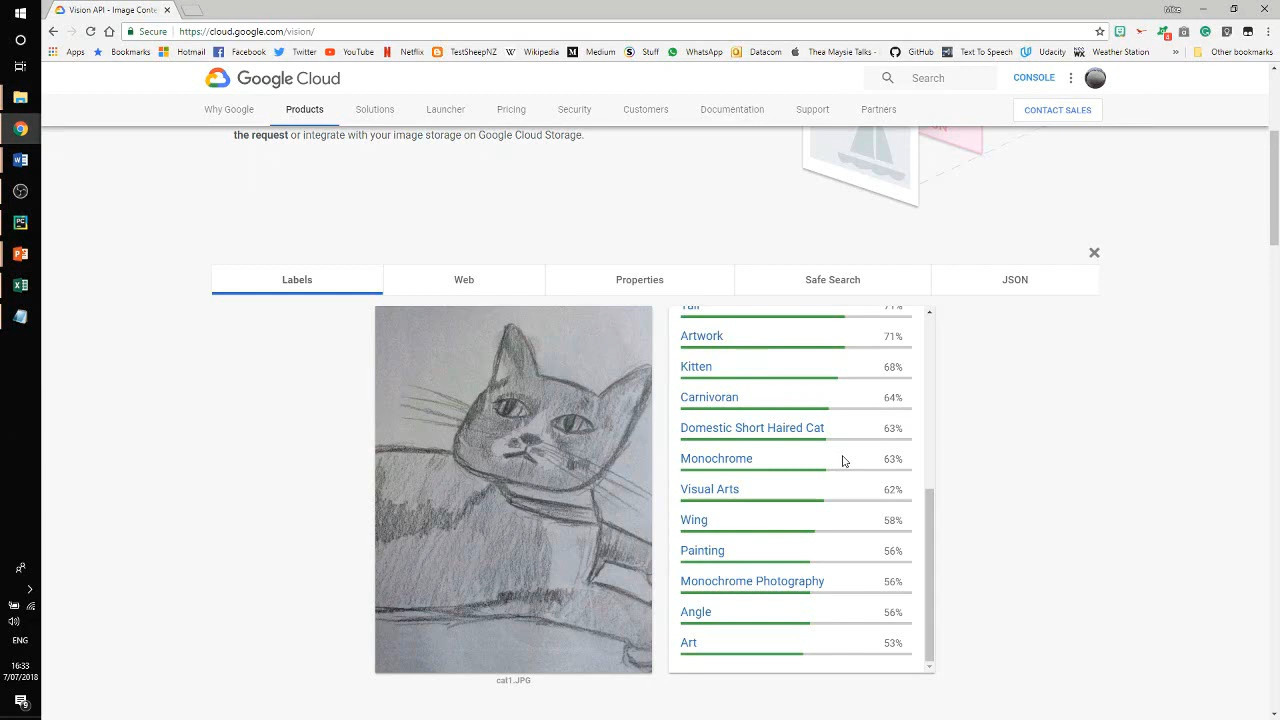 Vision API - Image Conte
Secure https://cloud.google.com/vision/
Apps Bookmarks Hotmail Facebook Twitter YouTube Netflix TestSheepNZ Wikipedia Medium Stuff WhatsApp Datacom Thea Maysie Talks - GitHub Text To Speech Udacity Weather Station » Other bookmarks
Google Cloud Search CONSOLE
Why Google Products Solutions Launcher Pricing Security Customers Documentation Support Partners CONTACT SALES
the request or integrate with your image storage on Google Cloud Storage.
Labels Web Properties Safe Search JSON
Tail 71%
Artwork 71%
Kitten 68%
Carnivoran 64%
Domestic Short Haired Cat 63%
Monochrome 63%
Visual Arts 62%
Wing 58%
Painting 56%
Monochrome Photography 56%
Angle 56%
Art 53%
cat1.JPG
ENG
16:33
7/07/2018